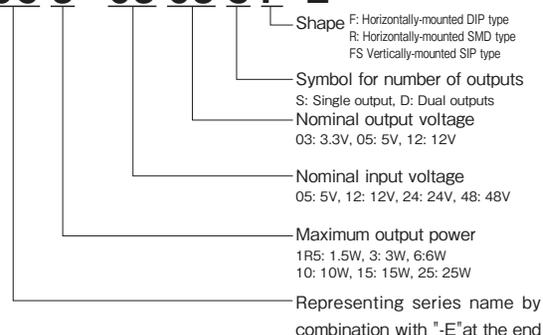 Shape F: Horizontally-mounted DIP type
R: Horizontally-mounted SMD type
FS Vertically-mounted SIP type
Symbol for number of outputs
S: Single output, D: Dual outputs
Nominal output voltage
03: 3.3V, 05: 5V, 12: 12V
Nominal input voltage
05: 5V, 12: 12V, 24: 24V, 48: 48V
Maximum output power
1R5: 1.5W, 3: 3W, 6:6W
10: 10W, 15: 15W, 25: 25W
Representing series name by
combination with "-E"at the end